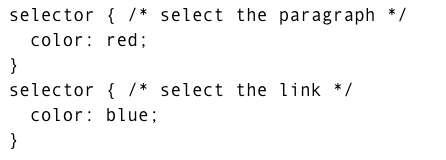 selector { /* select the paragraph */
  color: red;
}
selector { /* select the link */
  color: blue;
}